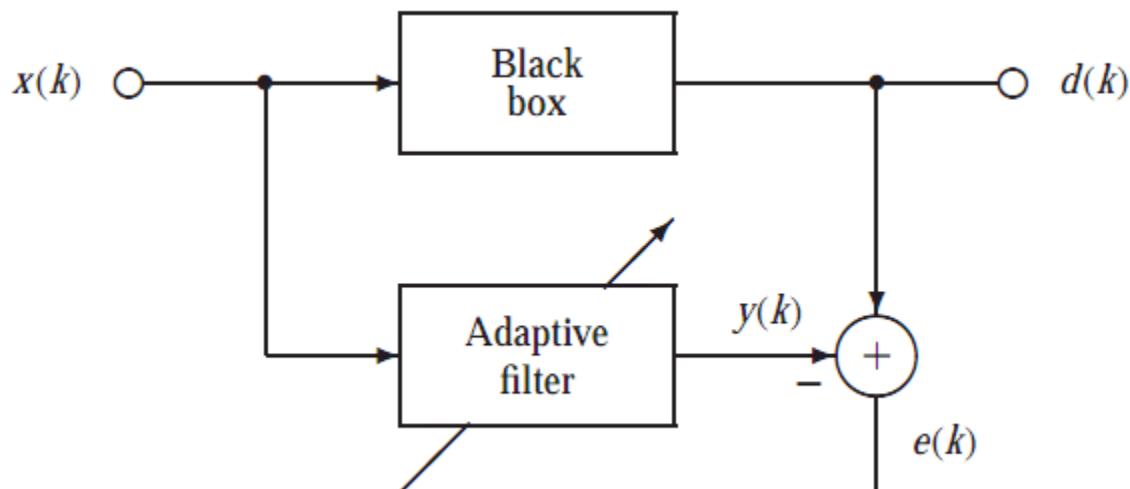 x(k)
Black
box
d(k)
Adaptive
filter
y(k)
−
+
e(k)